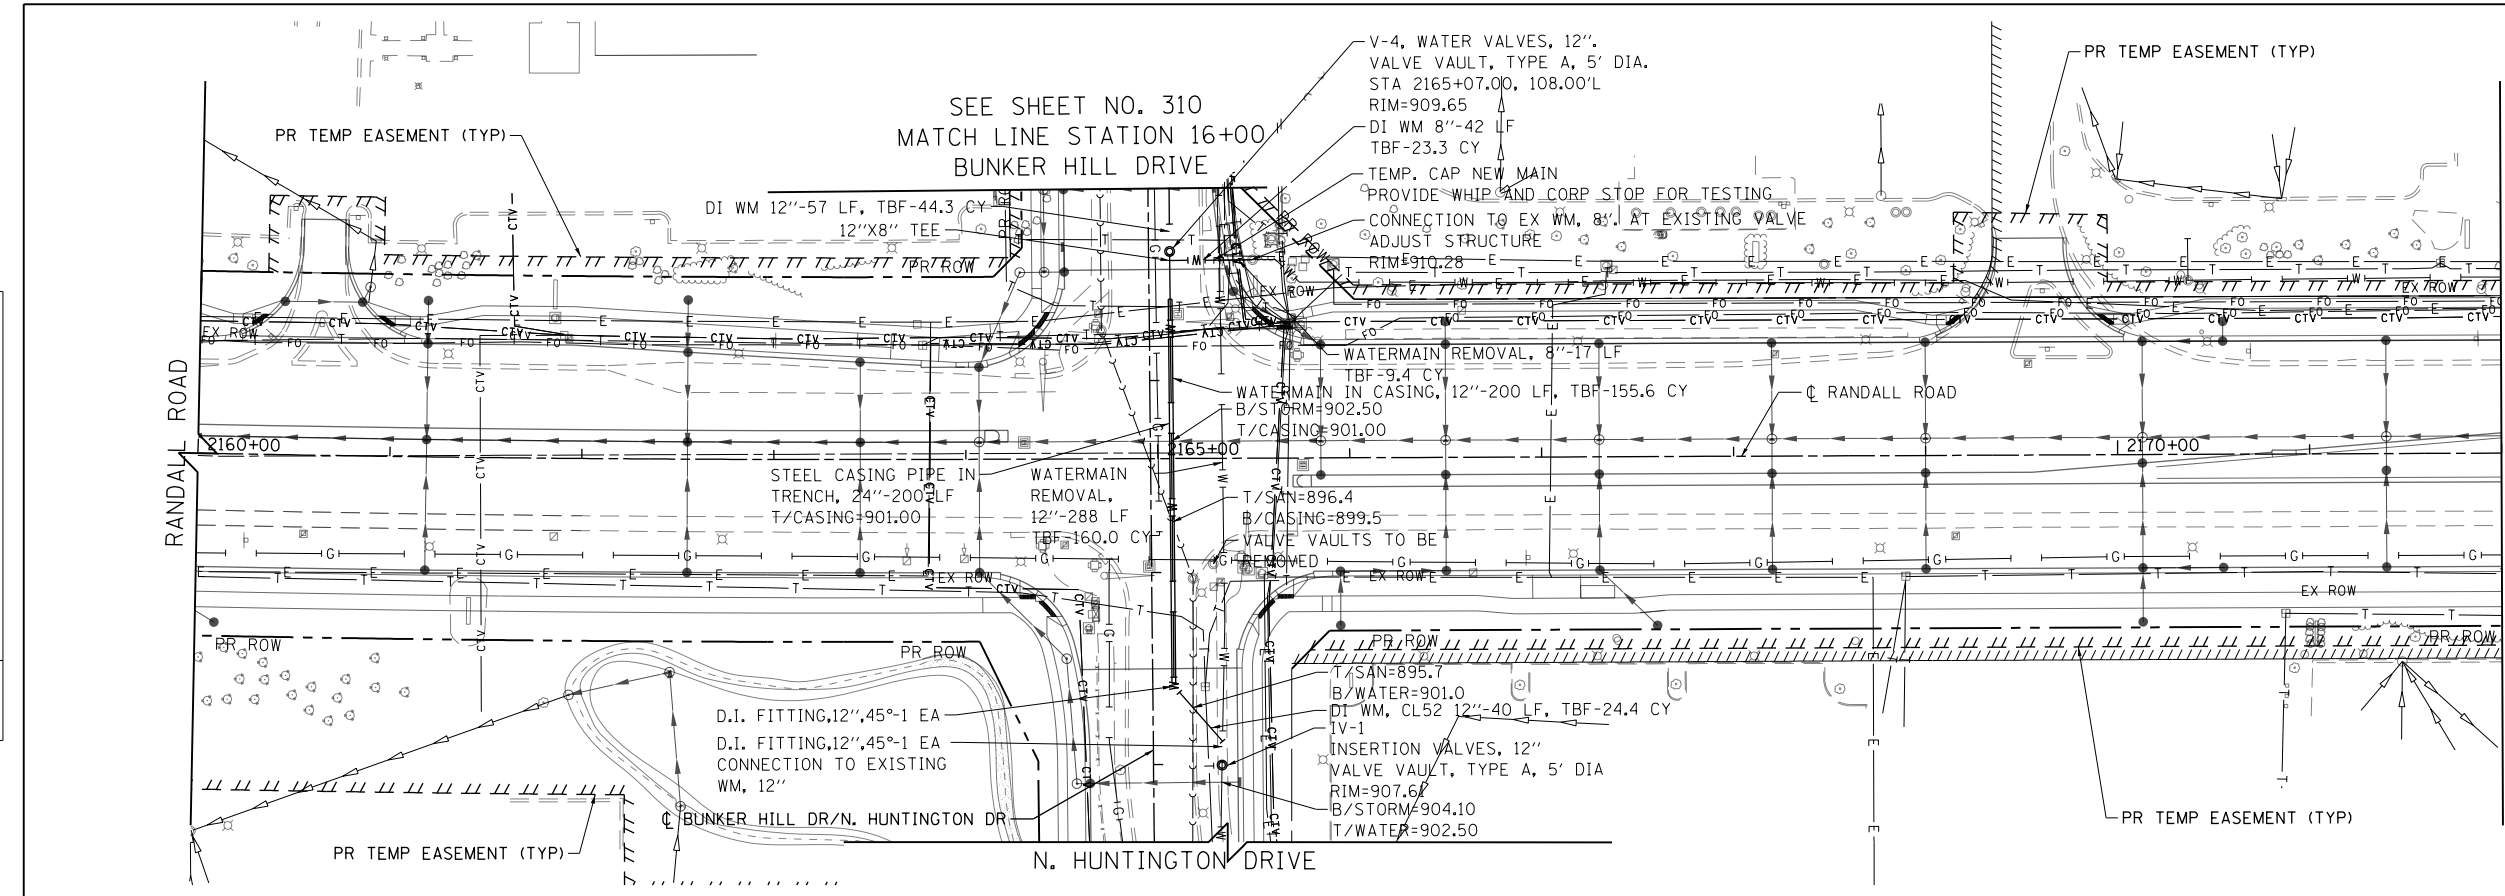 SEE SHEET NO. 310
MATCH LINE STATION 16+00
BUNKER HILL DRIVE
PR TEMP EASEMENT (TYP)
V-4, WATER VALVES, 12".
VALVE VAULT, TYPE A, 5' DIA.
STA 2165+07.00, 108.00'L
RIM=909.65
DI WM 8"-42 LF
TBF-23.3 CY
TEMP. CAP NEW MAIN
PROVIDE WHIP AND CORP STOP FOR TESTING
CONNECTION TO EX WM, 8". AT EXISTING VALVE
ADJUST STRUCTURE
RIM=910.28
PR TEMP EASEMENT (TYP)
DI WM 12"-57 LF, TBF-44.3 CY
12"X8" TEE
PR ROW
PR ROW
PR ROW
EX ROW
EX ROW
EX ROW
WATERMAIN REMOVAL, 8"-17 LF
TBF-9.4 CY
WATERMAIN IN CASING, 12"-200 LF, TBF-155.6 CY
B/STORM=902.50
T/CASING=901.00
℄ RANDALL ROAD
RANDALL ROAD
2160+00
2165+00
2170+00
STEEL CASING PIPE IN
TRENCH, 24"-200 LF
T/CASING=901.00
WATERMAIN
REMOVAL,
12"-288 LF
TBF-160.0 CY
T/SAN=896.4
B/CASING=899.5
VALVE VAULTS TO BE
REMOVED
EX ROW
EX ROW
EX ROW
PR ROW
PR ROW
PR ROW
PR ROW
T/SAN=895.7
B/WATER=901.0
DI WM, CL52 12"-40 LF, TBF-24.4 CY
IV-1
INSERTION VALVES, 12"
VALVE VAULT, TYPE A, 5' DIA
RIM=907.61
B/STORM=904.10
T/WATER=902.50
D.I. FITTING,12",45°-1 EA
D.I. FITTING,12",45°-1 EA
CONNECTION TO EXISTING
WM, 12"
℄ BUNKER HILL DR/N. HUNTINGTON DR
PR TEMP EASEMENT (TYP)
PR TEMP EASEMENT (TYP)
N. HUNTINGTON DRIVE